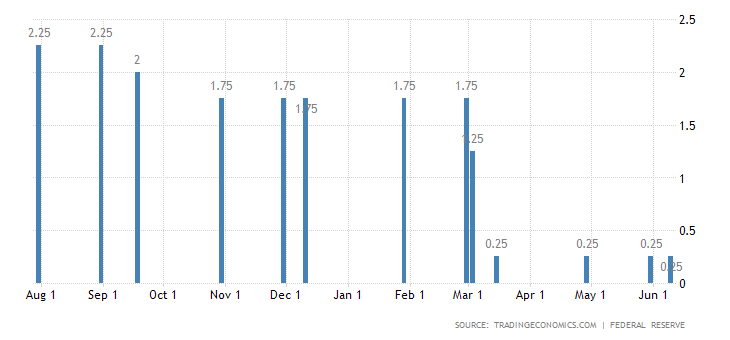 2.5
2.25 2.25
2
2
1.75 1.75 1.75 1.75
1.75
1.5
1.25
1
0.5
0.25 0.25 0.25
0.25
0
Aug 1 Sep 1 Oct 1 Nov 1 Dec 1 Jan 1 Feb 1 Mar 1 Apr 1 May 1 Jun 1
SOURCE: TRADINGECONOMICS.COM | FEDERAL RESERVE